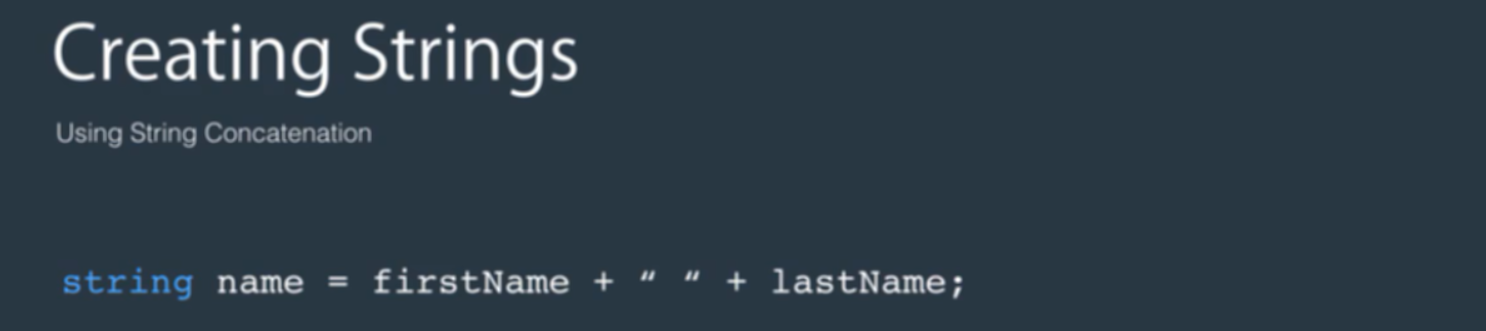 Creating Strings
Using String Concatenation
string name = firstName + “ “ + lastName;